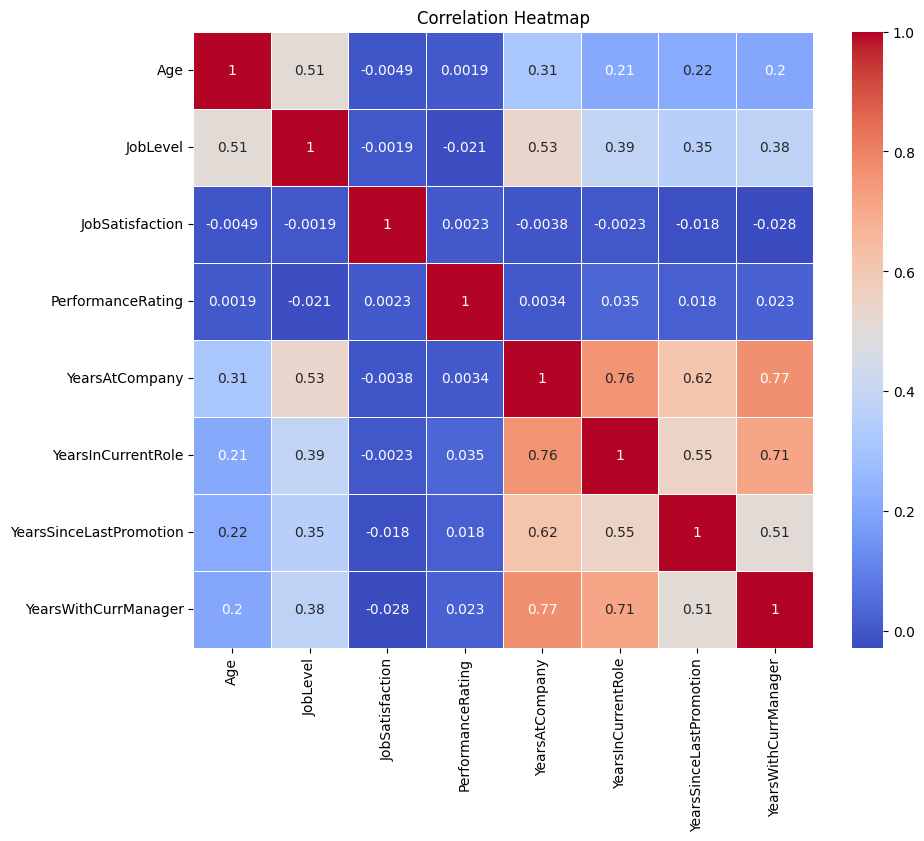 Correlation Heatmap
Age 1 0.51 -0.0049 0.0019 0.31 0.21 0.22 0.2
JobLevel 0.51 1 -0.0019 -0.021 0.53 0.39 0.35 0.38
JobSatisfaction -0.0049 -0.0019 1 0.0023 -0.0038 -0.0023 -0.018 -0.028
PerformanceRating 0.0019 -0.021 0.0023 1 0.0034 0.035 0.018 0.023
YearsAtCompany 0.31 0.53 -0.0038 0.0034 1 0.76 0.62 0.77
YearsInCurrentRole 0.21 0.39 -0.0023 0.035 0.76 1 0.55 0.71
YearsSinceLastPromotion 0.22 0.35 -0.018 0.018 0.62 0.55 1 0.51
YearsWithCurrManager 0.2 0.38 -0.028 0.023 0.77 0.71 0.51 1
Age
JobLevel
JobSatisfaction
PerformanceRating
YearsAtCompany
YearsInCurrentRole
YearsSinceLastPromotion
YearsWithCurrManager
1.0
0.8
0.6
0.4
0.2
0.0